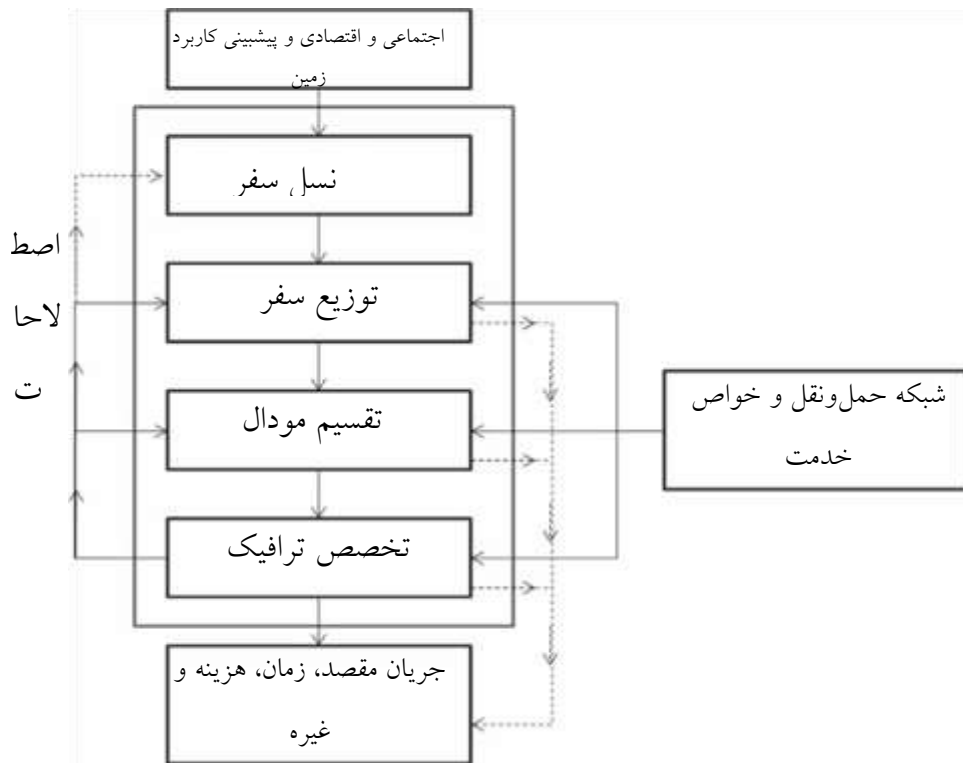 اجتماعی و اقتصادی و پیشبینی کاربرد
زمین
نسل سفر
توزیع سفر
تقسیم مودال
تخصص ترافیک
جریان مقصد، زمان، هزینه و
غیره
شبکه حمل‌ونقل و خواص
خدمت
اصط
لاحا
ت